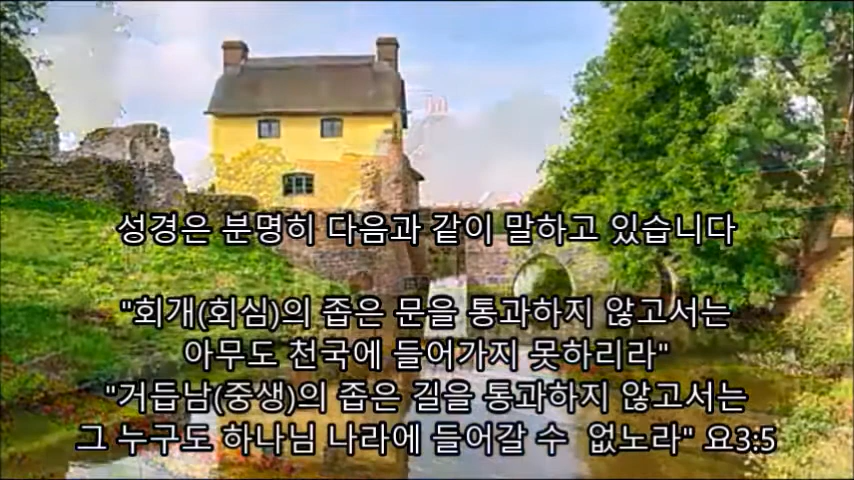 성경은 분명히 다음과 같이 말하고 있습니다
"회개(회심)의 좁은 문을 통과하지 않고서는
아무도 천국에 들어가지 못하리라"
"거듭남(중생)의 좁은 길을 통과하지 않고서는
그 누구도 하나님 나라에 들어갈 수 없노라" 요3:5